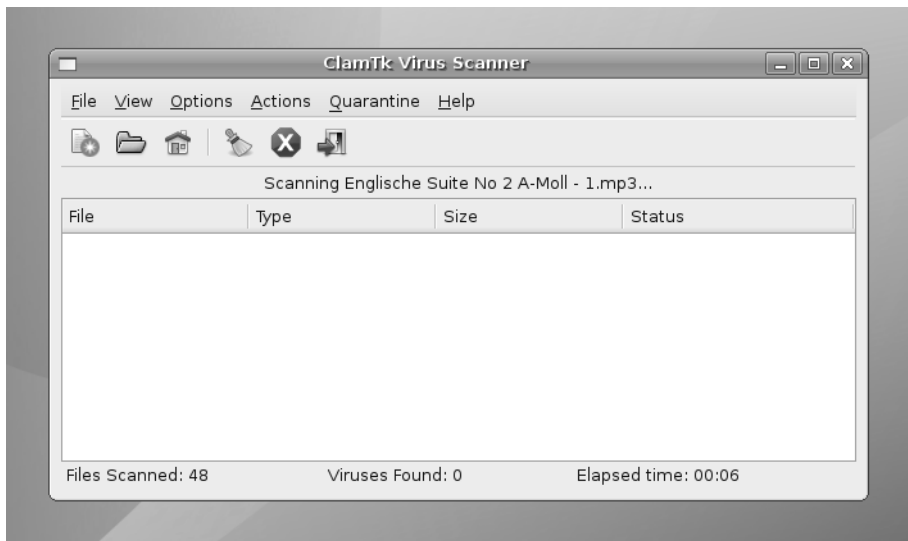 ClamTk Virus Scanner
File View Options Actions Quarantine Help
Scanning Englische Suite No 2 A-Moll - 1.mp3...
File Type Size Status
Files Scanned: 48 Viruses Found: 0 Elapsed time: 00:06